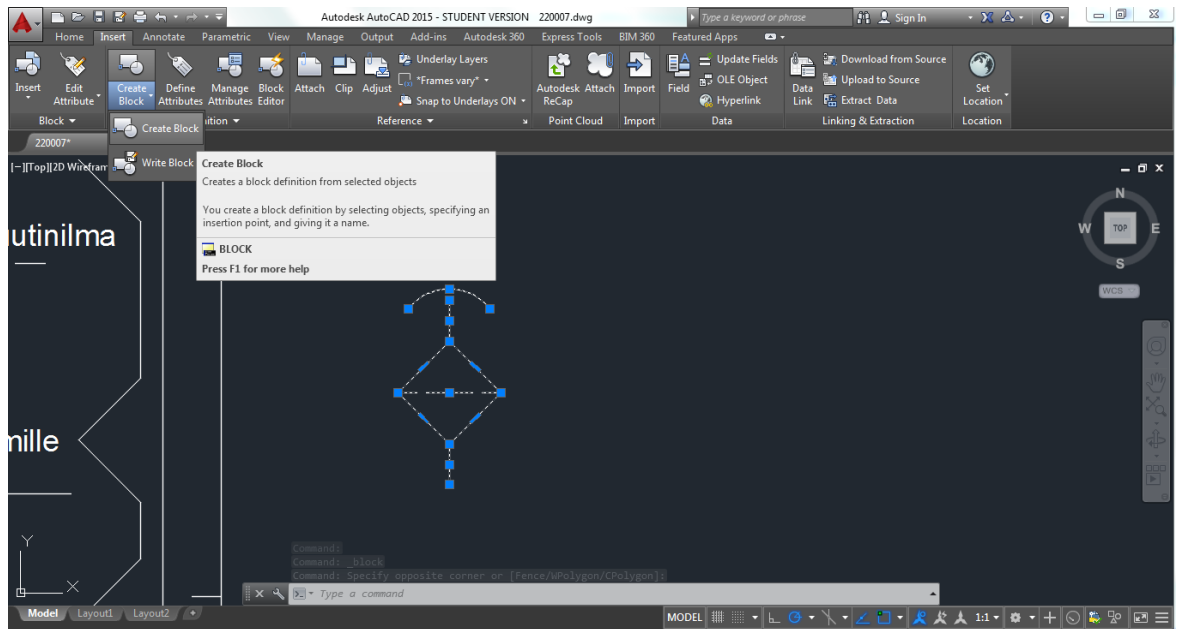 Autodesk AutoCAD 2015 - STUDENT VERSION 220007.dwg
Type a keyword or phrase
Sign In
Home Insert Annotate Parametric View Manage Output Add-ins Autodesk 360 Express Tools BIM 360 Featured Apps
Insert
Edit
Attribute
Create
Block
Define
Attributes
Manage
Attributes
Block
Editor
Attach
Clip
Adjust
Underlay Layers
*Frames vary*
Snap to Underlays ON
Autodesk
ReCap
Attach
Import
Field
Update Fields
OLE Object
Hyperlink
Data
Link
Download from Source
Upload to Source
Extract Data
Set
Location
Block
ition
Reference
Point Cloud
Import
Data
Linking & Extraction
Location
Create Block
Write Block
220007*
[-][Top][2D Wirefram
Create Block
Creates a block definition from selected objects
You create a block definition by selecting objects, specifying an
insertion point, and giving it a name.
BLOCK
Press F1 for more help
utinilma
mille
N
W TOP E
S
WCS
Y
X
Command:
Command: _block
Command: Specify opposite corner or [Fence/WPolygon/CPolygon]:
Type a command
Model Layout1 Layout2 +
MODEL
1:1